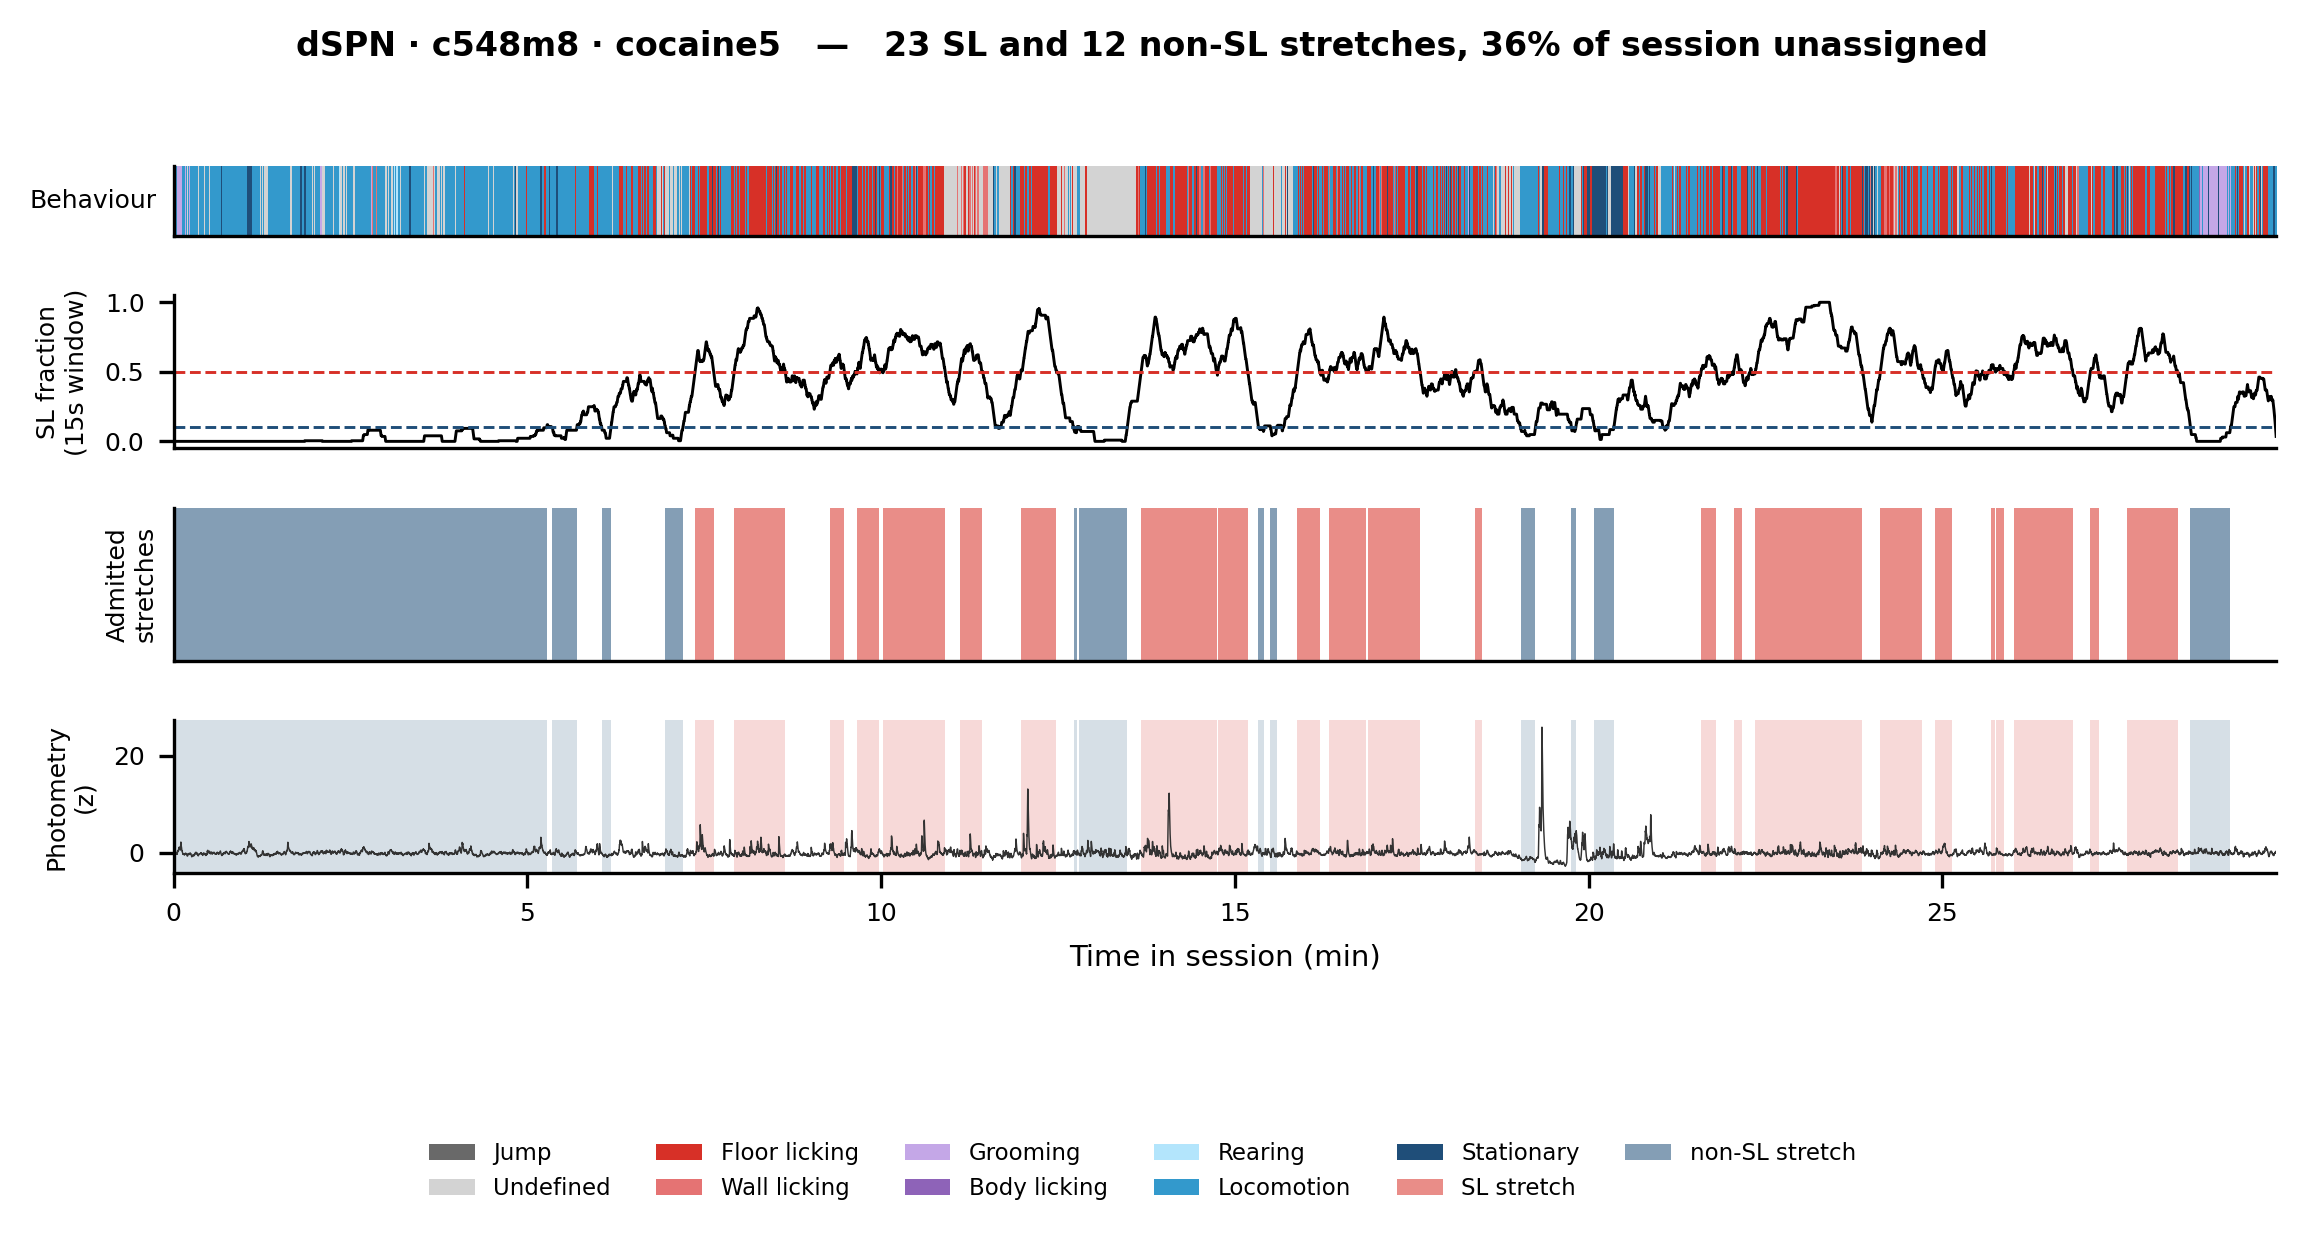 dSPN · c548m8 · cocaine5 — 23 SL and 12 non-SL stretches, 36% of session unassigned
Behaviour
SL fraction
(15s window)
1.0
0.5
0.0
Admitted
stretches
Photometry
(z)
20
0
0 5 10 15 20 25
Time in session (min)
Jump Floor licking Grooming Rearing Stationary non-SL stretch
Undefined Wall licking Body licking Locomotion SL stretch